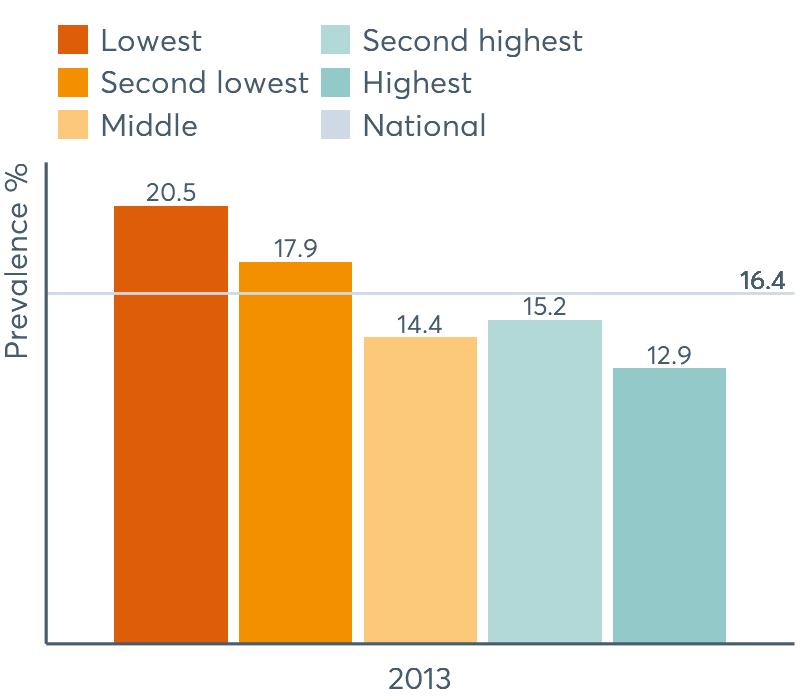 Lowest
Second lowest
Middle
Second highest
Highest
National
Prevalence %
20.5
17.9
14.4
15.2
12.9
16.4
2013